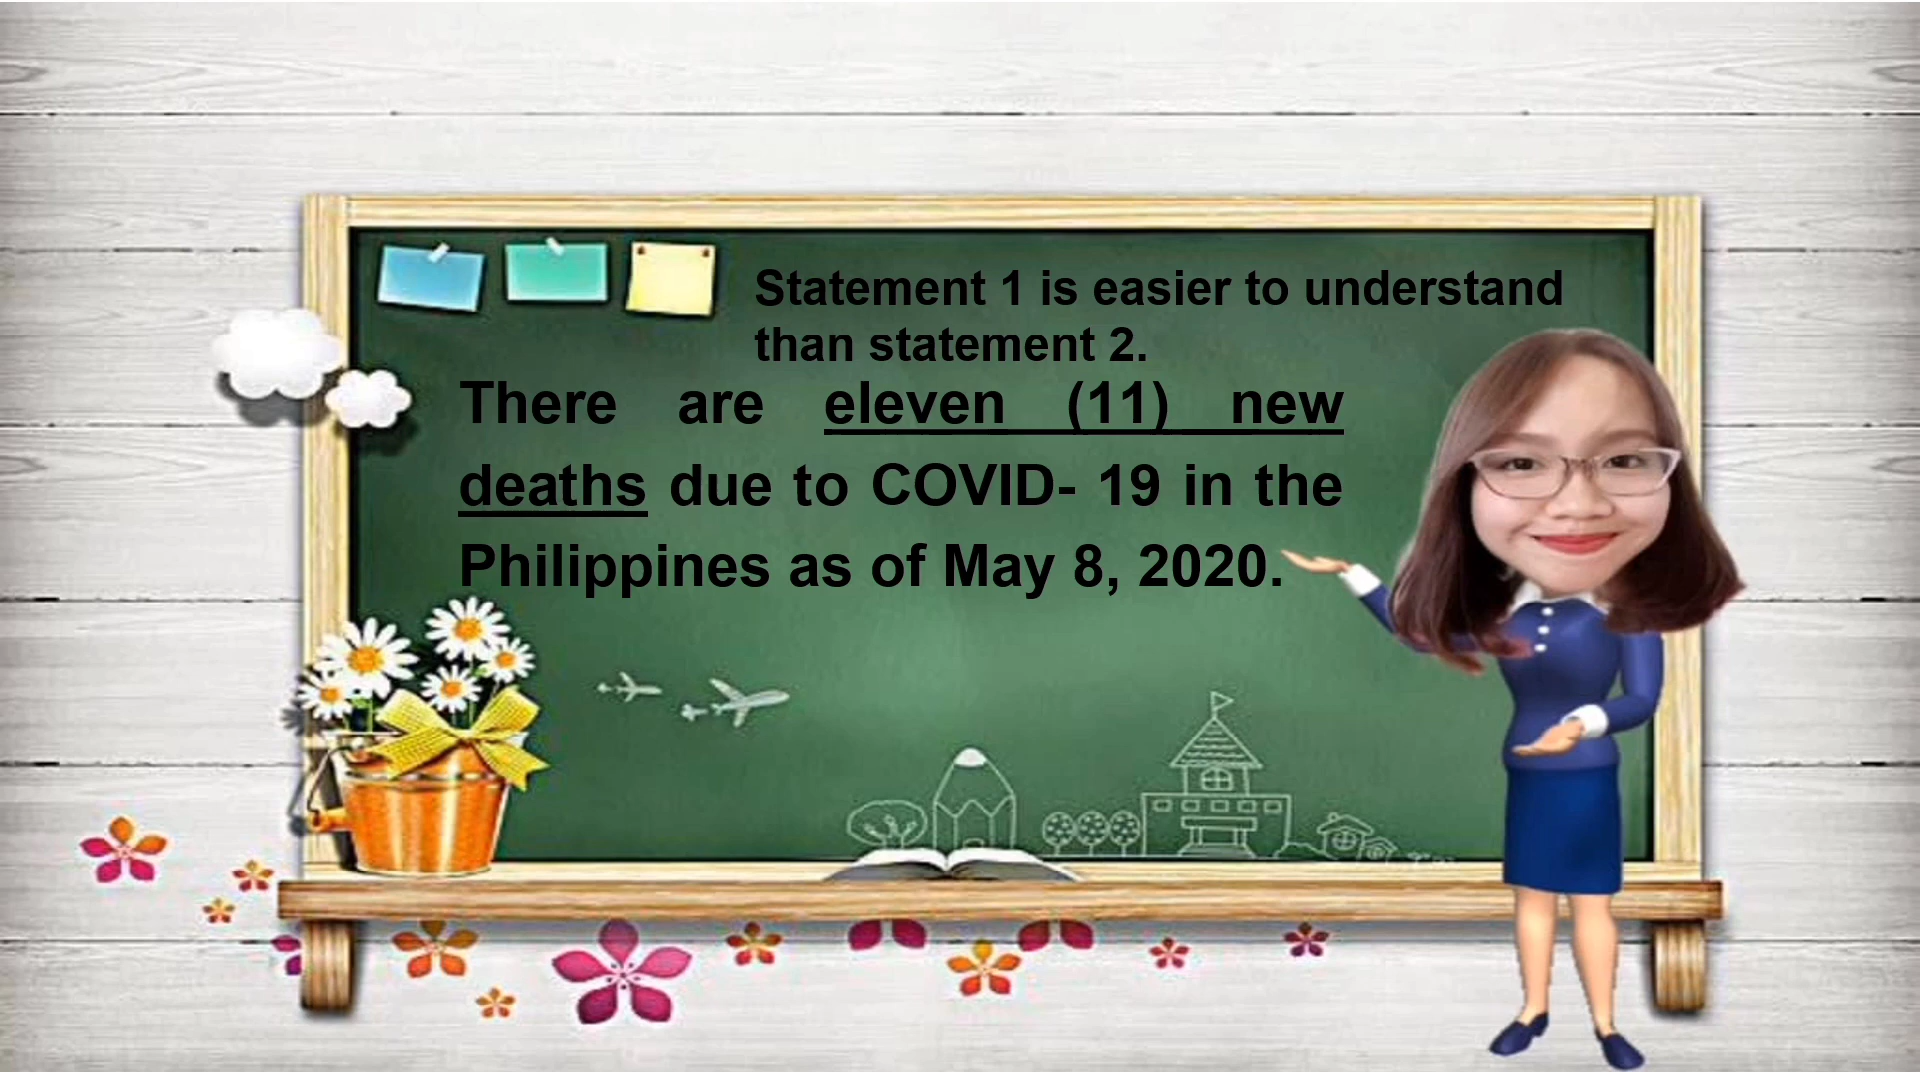 Statement 1 is easier to understand
than statement 2.
There are eleven (11) new
deaths due to COVID- 19 in the
Philippines as of May 8, 2020.